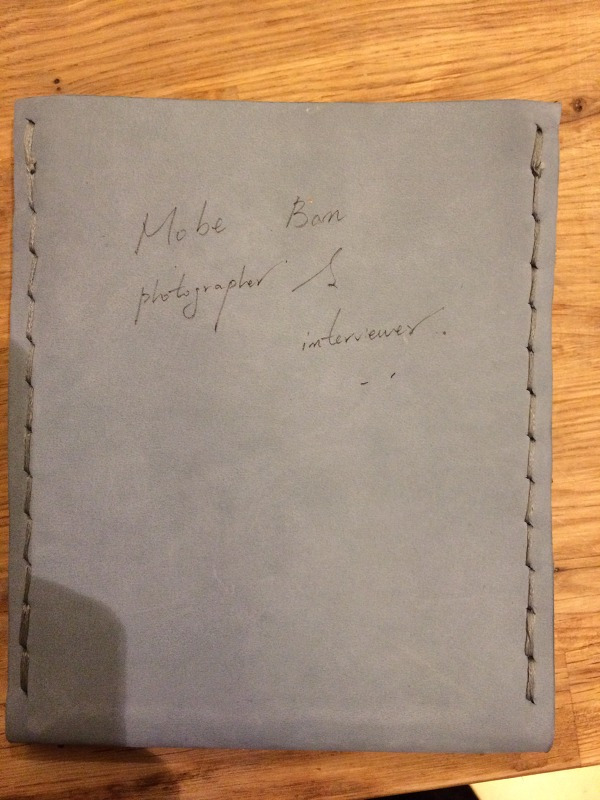 Mobe Ban
photographer &
interviewer.